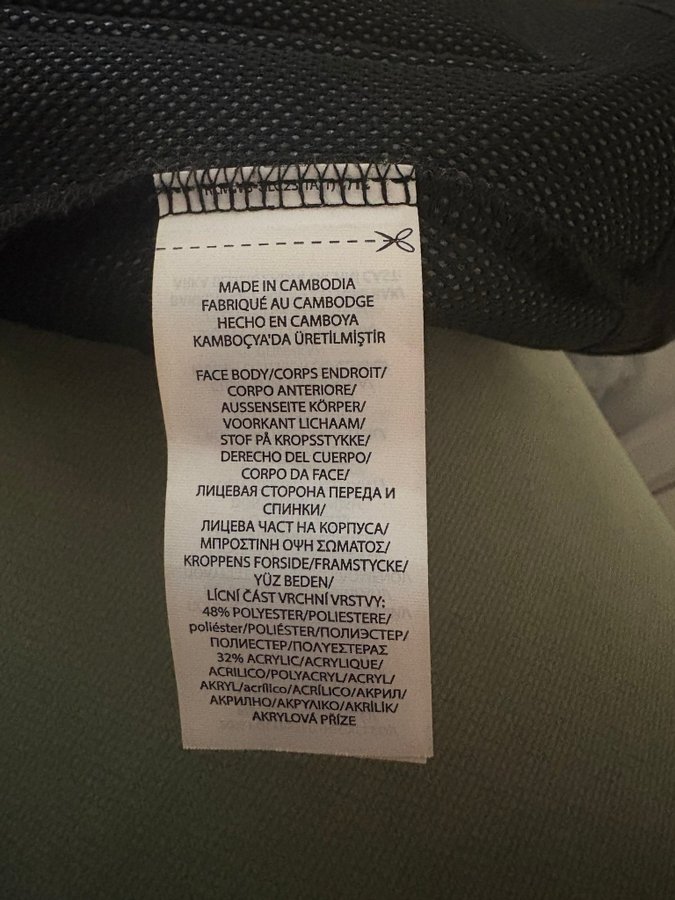 MADE IN CAMBODIA
FABRIQUÉ AU CAMBODGE
HECHO EN CAMBOYA
KAMBOÇYA'DA ÜRETİLMİŞTİR
FACE BODY/CORPS ENDROIT/
CORPO ANTERIORE/
AUSSENSEITE KÖRPER/
VOORKANT LICHAAM/
STOF PÅ KROPSSTYKKE/
DERECHO DEL CUERPO/
CORPO DA FACE/
ЛИЦЕВАЯ СТОРОНА ПЕРЕДА И
СПИНКИ/
ЛИЦЕВА ЧАСТ НА КОРПУСА/
ΜΠΡΟΣΤΙΝΗ ΟΨΗ ΣΩΜΑΤΟΣ/
KROPPENS FORSIDE/FRAMSTYCKE/
YÜZ BEDEN/
LÍCNÍ ČÁST VRCHNÍ VRSTVY:
48% POLYESTER/POLIESTERE/
poliéster/POLIÉSTER/ПОЛИЭСТЕР/
ПОЛИЕСТЕР/ΠΟΛΥΕΣΤΕΡΑΣ
32% ACRYLIC/ACRYLIQUE/
ACRILICO/POLYACRYL/ACRYL/
AKRYL/acrílico/ACRÍLICO/АКРИЛ/
АКРИЛНО/ΑΚΡΥΛΙΚΟ/AKRİLİK/
AKRYLOVÁ PŘÍZE